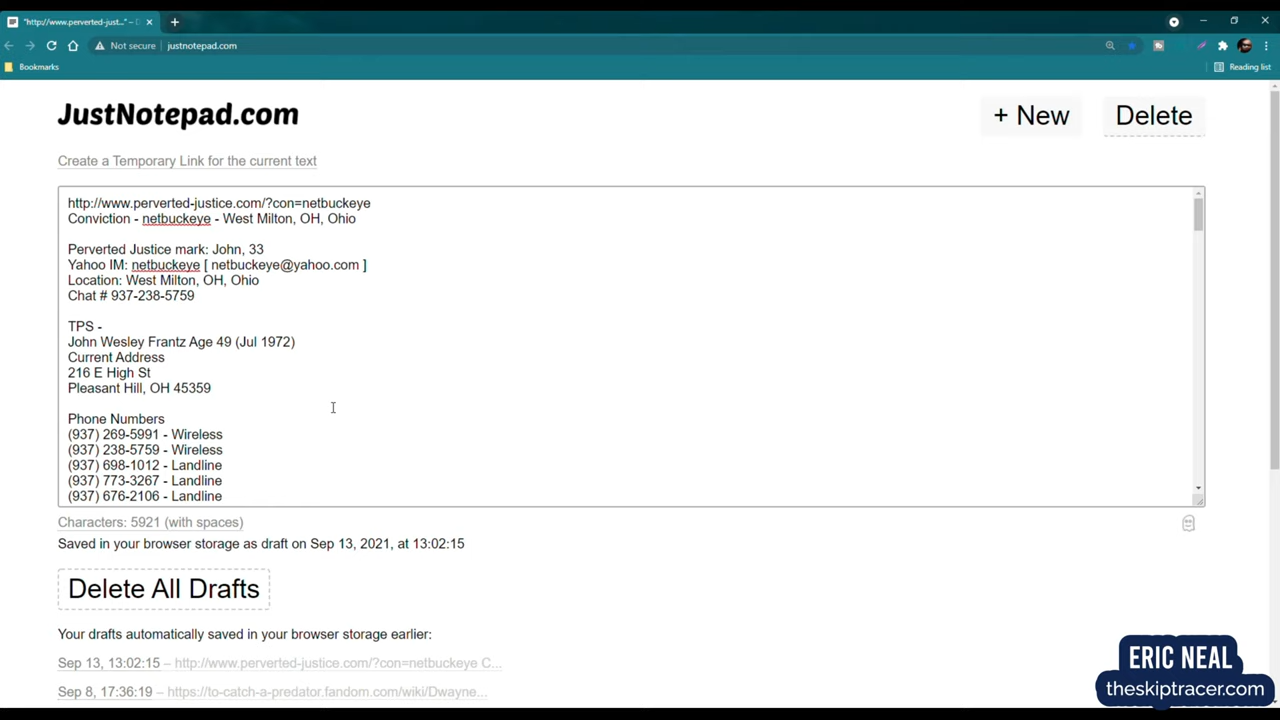 "http://www.perverted-just..." –
Not secure
justnotepad.com
Bookmarks
Reading list
JustNotepad.com
+ New
Delete
Create a Temporary Link for the current text
http://www.perverted-justice.com/?con=netbuckeye
Conviction - netbuckeye - West Milton, OH, Ohio
Perverted Justice mark: John, 33
Yahoo IM: netbuckeye [ netbuckeye@yahoo.com ]
Location: West Milton, OH, Ohio
Chat # 937-238-5759
TPS -
John Wesley Frantz Age 49 (Jul 1972)
Current Address
216 E High St
Pleasant Hill, OH 45359
Phone Numbers
(937) 269-5991 - Wireless
(937) 238-5759 - Wireless
(937) 698-1012 - Landline
(937) 773-3267 - Landline
(937) 676-2106 - Landline
Characters: 5921 (with spaces)
Saved in your browser storage as draft on Sep 13, 2021, at 13:02:15
Delete All Drafts
Your drafts automatically saved in your browser storage earlier:
Sep 13, 13:02:15 – http://www.perverted-justice.com/?con=netbuckeye C...
Sep 8, 17:36:19 – https://to-catch-a-predator.fandom.com/wiki/Dwayne...
ERIC NEAL
theskiptracer.com